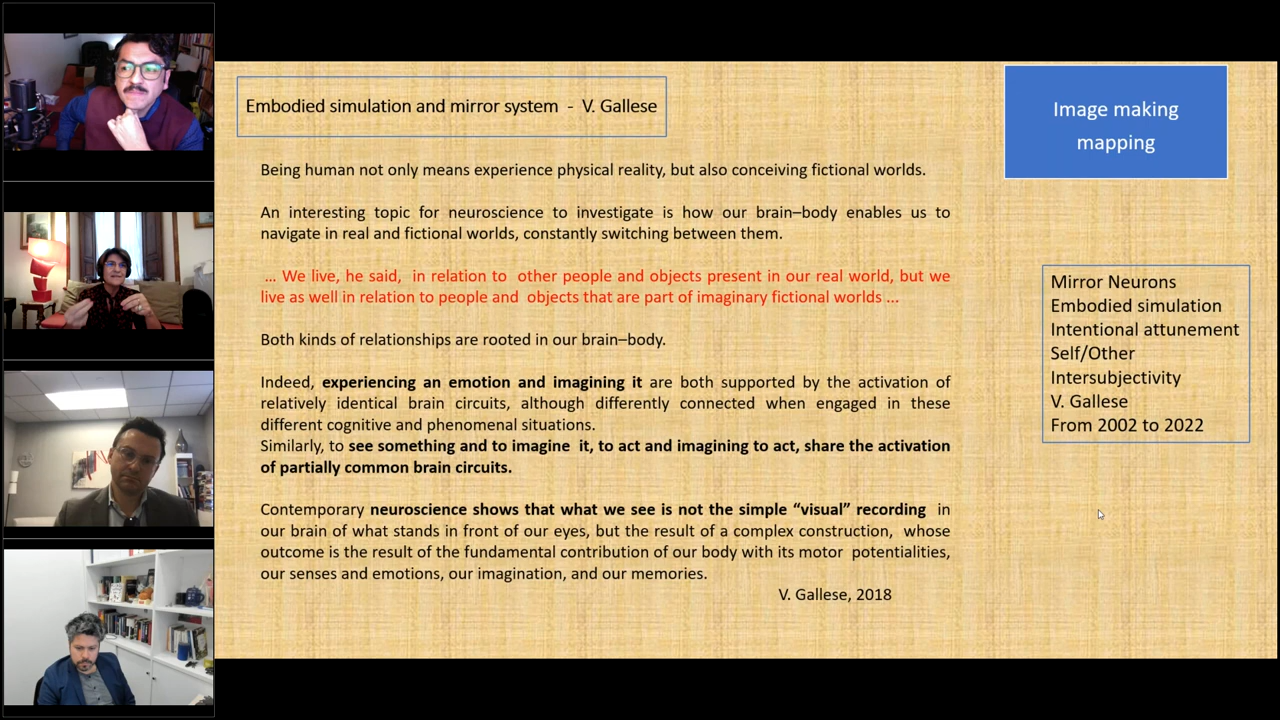 Embodied simulation and mirror system - V. Gallese
Image making
mapping
Being human not only means experience physical reality, but also conceiving fictional worlds.
An interesting topic for neuroscience to investigate is how our brain–body enables us to
navigate in real and fictional worlds, constantly switching between them.
... We live, he said, in relation to other people and objects present in our real world, but we
live as well in relation to people and objects that are part of imaginary fictional worlds ...
Both kinds of relationships are rooted in our brain–body.
Indeed, experiencing an emotion and imagining it are both supported by the activation of
relatively identical brain circuits, although differently connected when engaged in these
different cognitive and phenomenal situations.
Similarly, to see something and to imagine it, to act and imagining to act, share the activation
of partially common brain circuits.
Contemporary neuroscience shows that what we see is not the simple “visual” recording in
our brain of what stands in front of our eyes, but the result of a complex construction, whose
outcome is the result of the fundamental contribution of our body with its motor potentialities,
our senses and emotions, our imagination, and our memories.
V. Gallese, 2018
Mirror Neurons
Embodied simulation
Intentional attunement
Self/Other
Intersubjectivity
V. Gallese
From 2002 to 2022